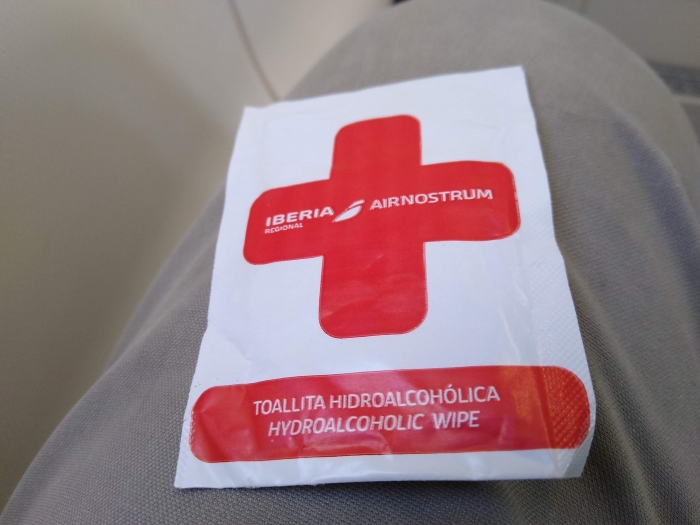 IBERIA AIRNOSTRUM
REGIONAL
TOALLITA HIDROALCOHÓLICA
HYDROALCOHOLIC WIPE